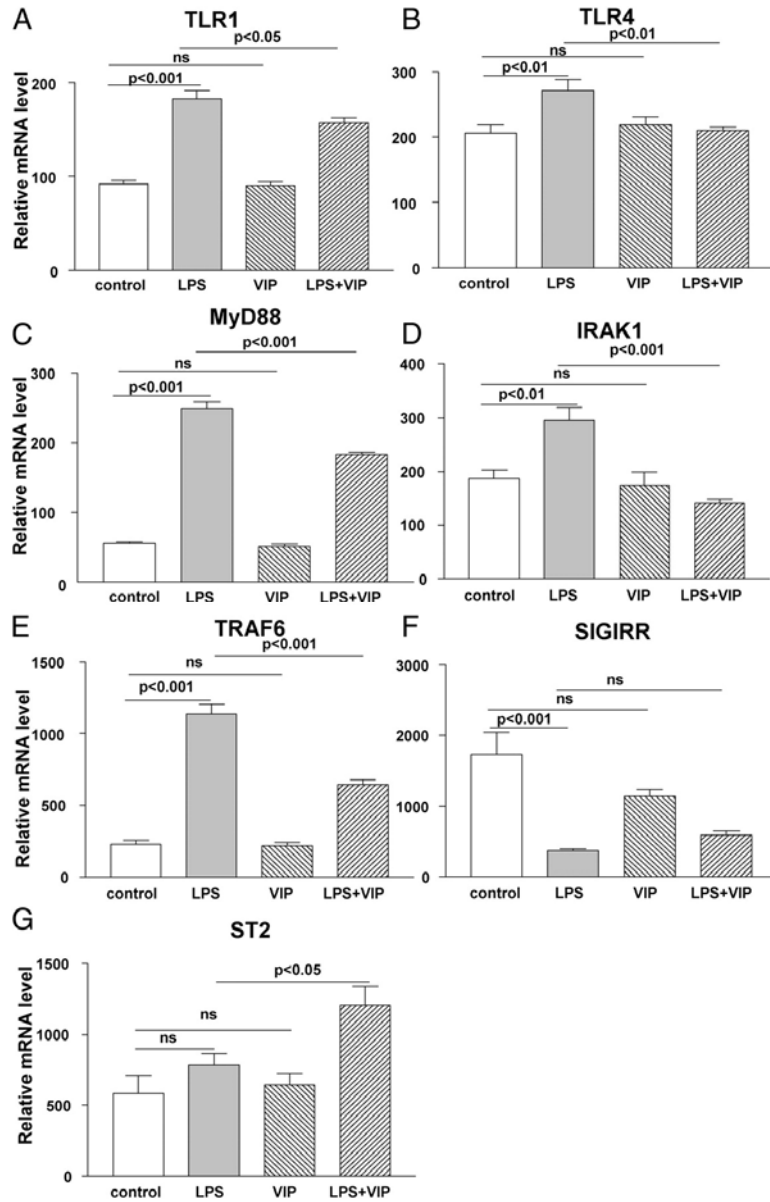 A
TLR1
p<0.05
ns
p<0.001
Relative mRNA level
200
100
0
control LPS VIP LPS+VIP
B
TLR4
p<0.01
ns
p<0.01
300
200
100
0
control LPS VIP LPS+VIP
C
MyD88
p<0.001
ns
p<0.001
Relative mRNA level
300
200
100
0
control LPS VIP LPS+VIP
D
IRAK1
p<0.001
ns
p<0.01
400
300
200
100
0
control LPS VIP LPS+VIP
E
TRAF6
p<0.001
ns
p<0.001
Relative mRNA level
1500
1000
500
0
control LPS VIP LPS+VIP
F
SIGIRR
ns
ns
p<0.001
3000
2000
1000
0
control LPS VIP LPS+VIP
G
ST2
p<0.05
ns
ns
Relative mRNA level
1500
1000
500
0
control LPS VIP LPS+VIP